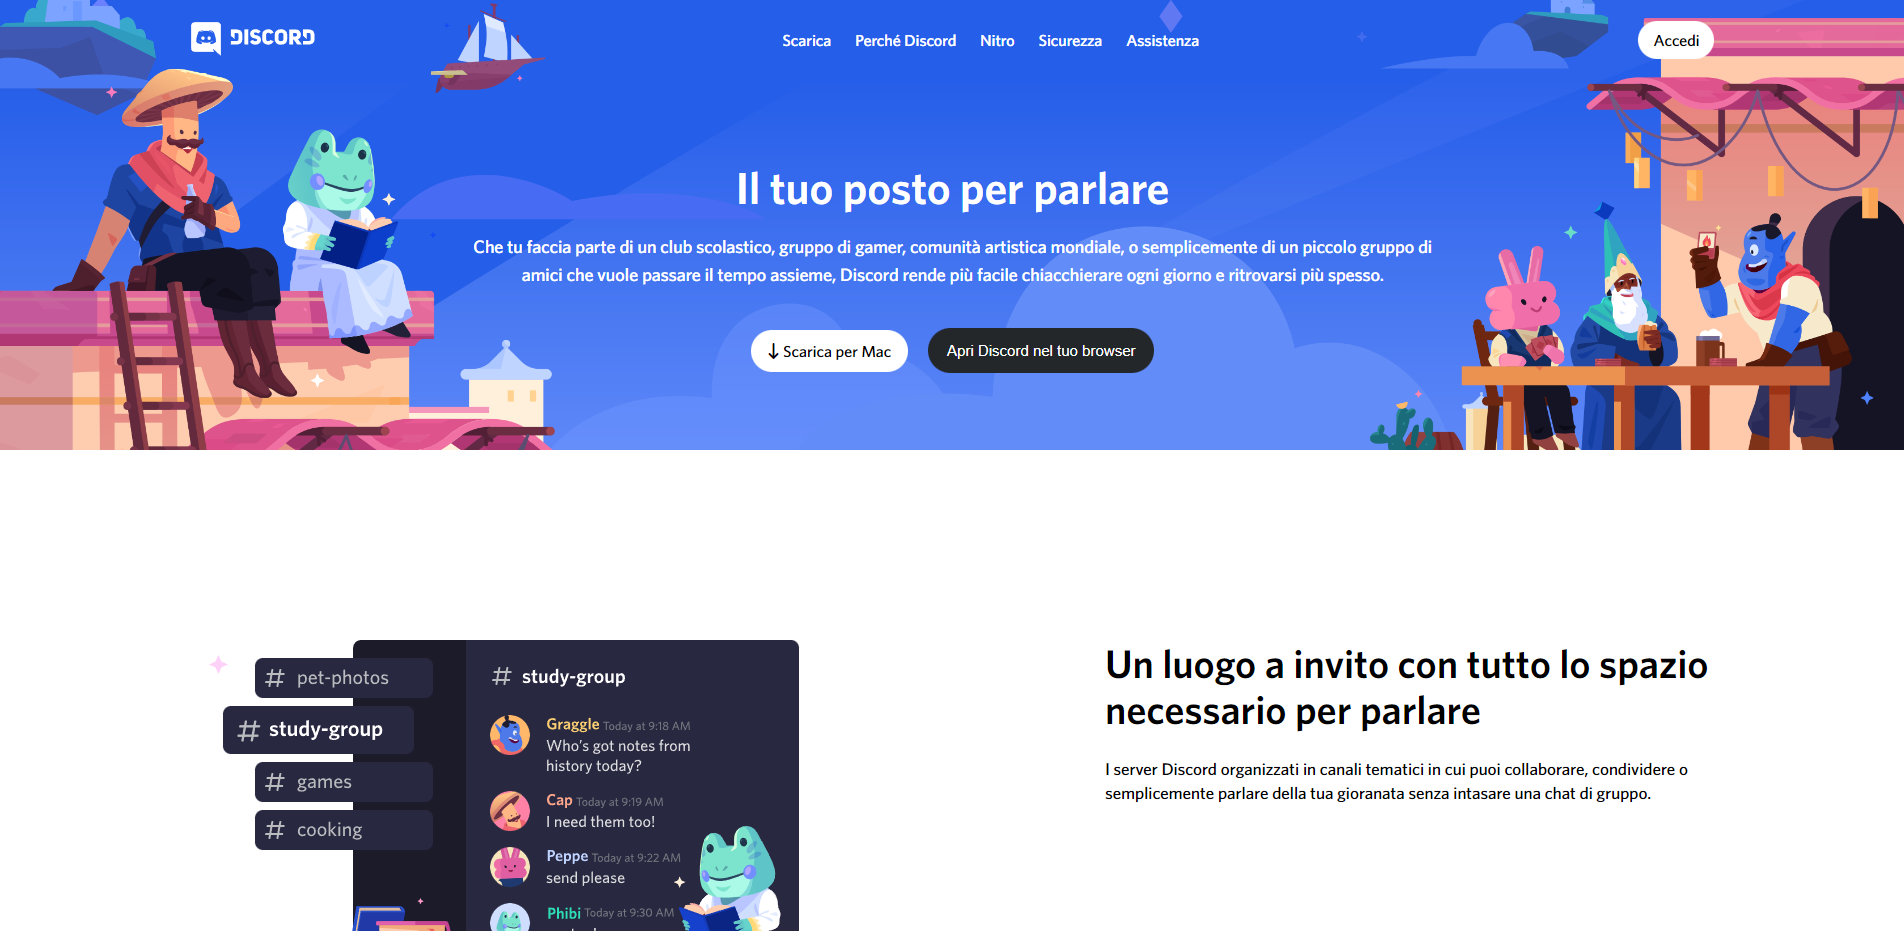 DISCORD
Scarica
Perché Discord
Nitro
Sicurezza
Assistenza
Accedi
Il tuo posto per parlare
Che tu faccia parte di un club scolastico, gruppo di gamer, comunità artistica mondiale, o semplicemente di un piccolo gruppo di
amici che vuole passare il tempo assieme, Discord rende più facile chiacchierare ogni giorno e ritrovarsi più spesso.
Scarica per Mac
Apri Discord nel tuo browser
# pet-photos
# study-group
# games
# cooking
# study-group
Graggle Today at 9:18 AM
Who's got notes from
history today?
Cap Today at 9:19 AM
I need them too!
Peppe Today at 9:22 AM
send please
Phibi Today at 9:30 AM
Un luogo a invito con tutto lo spazio
necessario per parlare
I server Discord organizzati in canali tematici in cui puoi collaborare, condividere o
semplicemente parlare della tua gioranata senza intasare una chat di gruppo.